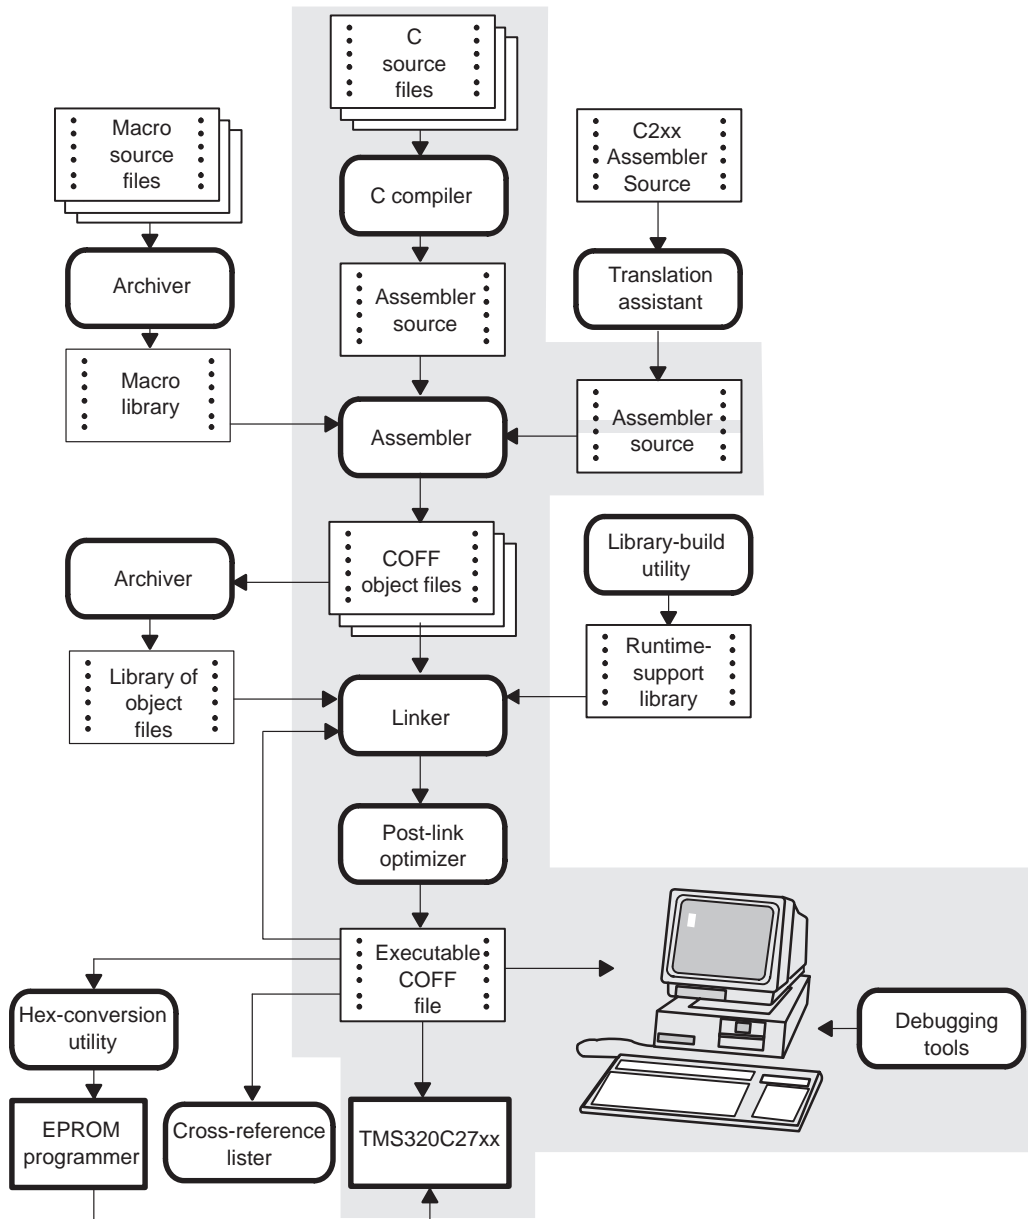 C
source
files
Macro
source
files
C2xx
Assembler
Source
C compiler
Archiver
Translation
assistant
Assembler
source
Macro
library
Assembler
Assembler
source
COFF
object files
Library-build
utility
Archiver
Runtime-
support
library
Library of
object
files
Linker
Post-link
optimizer
Executable
COFF
file
Hex-conversion
utility
Debugging
tools
EPROM
programmer
Cross-reference
lister
TMS320C27xx